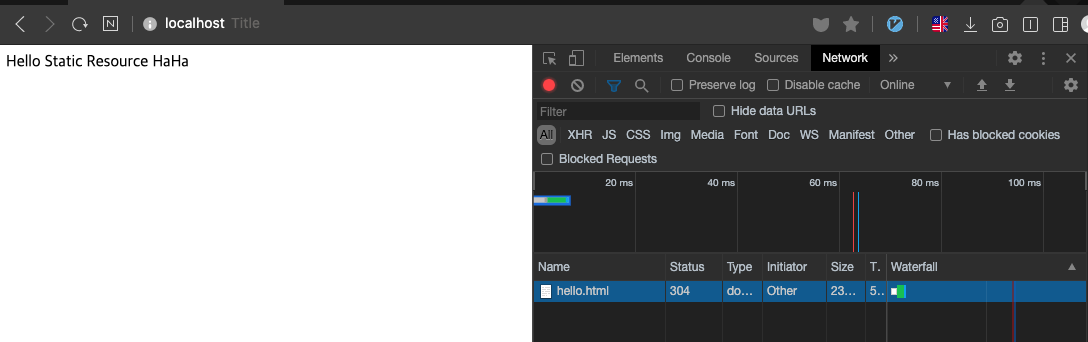 localhost Title
Hello Static Resource HaHa
Elements Console Sources Network »
Preserve log Disable cache Online
Filter Hide data URLs
All XHR JS CSS Img Media Font Doc WS Manifest Other Has blocked cookies
Blocked Requests
20 ms 40 ms 60 ms 80 ms 100 ms
Name Status Type Initiator Size T. Waterfall
hello.html 304 do... Other 23... 5..